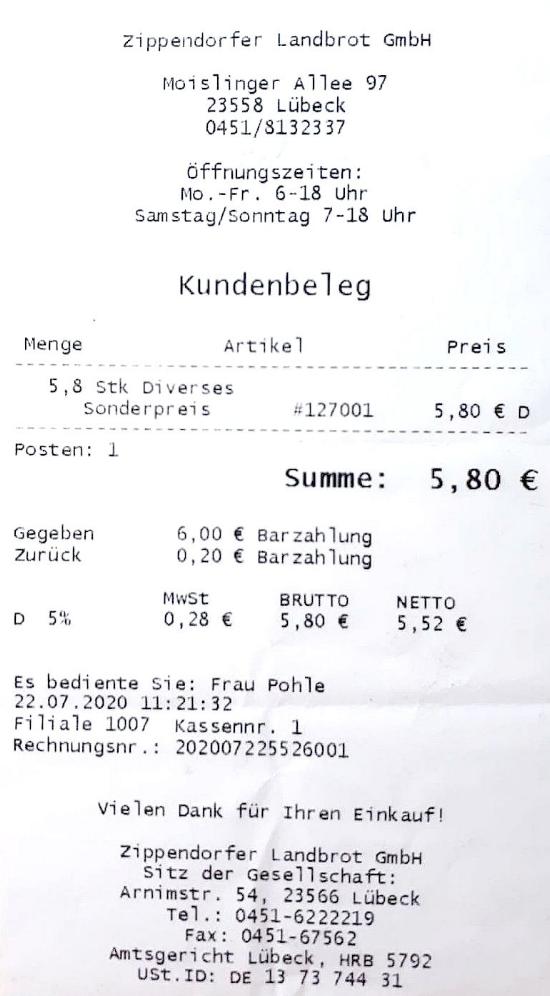 Zippendorfer Landbrot GmbH
Moislinger Allee 97
23558 Lübeck
0451/8132337
Öffnungszeiten:
Mo.-Fr. 6-18 Uhr
Samstag/Sonntag 7-18 Uhr
Kundenbeleg
Menge Artikel Preis
5,8 Stk Diverses
Sonderpreis #127001 5,80 € D
Posten: 1
Summe: 5,80 €
Gegeben 6,00 € Barzahlung
Zurück 0,20 € Barzahlung
MwSt BRUTTO NETTO
D 5% 0,28 € 5,80 € 5,52 €
Es bediente Sie: Frau Pohle
22.07.2020 11:21:32
Filiale 1007 Kassennr. 1
Rechnungsnr.: 202007225526001
Vielen Dank für Ihren Einkauf!
Zippendorfer Landbrot GmbH
Sitz der Gesellschaft:
Arnimstr. 54, 23566 Lübeck
Tel.: 0451-6222219
Fax: 0451-67562
Amtsgericht Lübeck, HRB 5792
USt.ID: DE 13 73 744 31